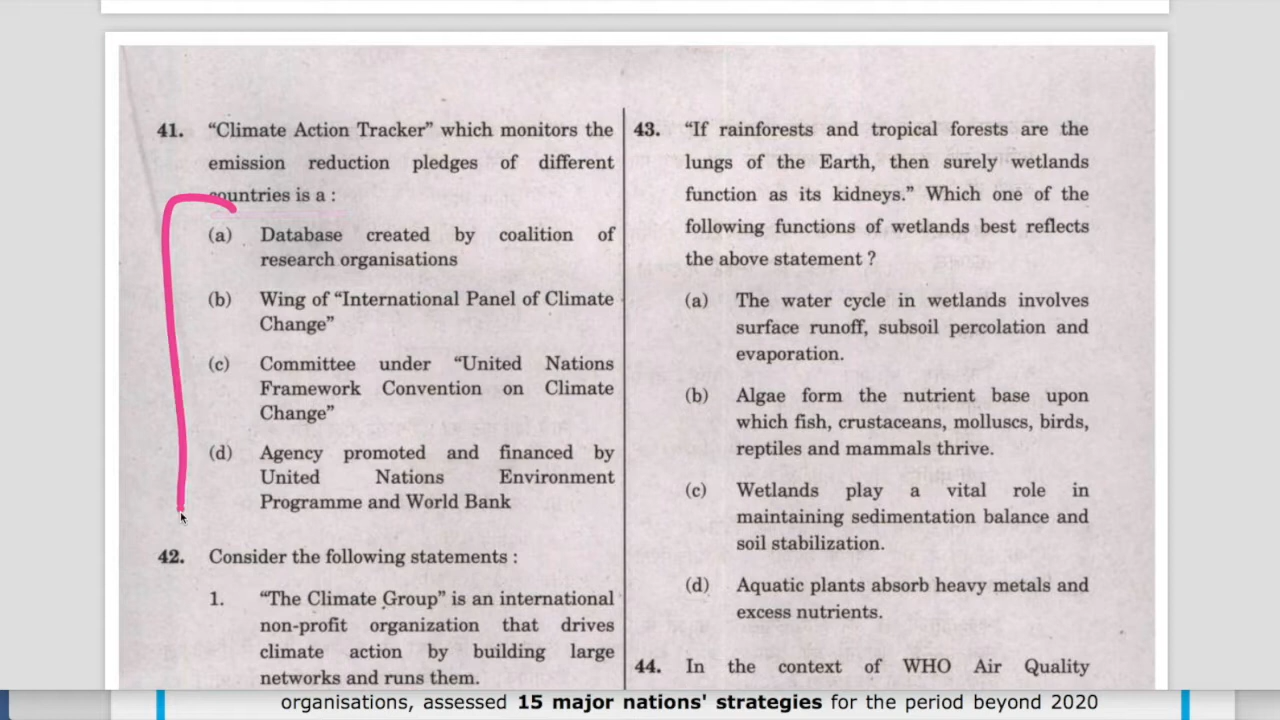 41. “Climate Action Tracker” which monitors the
emission reduction pledges of different
countries is a :
(a) Database created by coalition of
research organisations
(b) Wing of “International Panel of Climate
Change”
(c) Committee under “United Nations
Framework Convention on Climate
Change”
(d) Agency promoted and financed by
United Nations Environment
Programme and World Bank
42. Consider the following statements :
1. “The Climate Group” is an international
non-profit organization that drives
climate action by building large
networks and runs them.
43. “If rainforests and tropical forests are the
lungs of the Earth, then surely wetlands
function as its kidneys.” Which one of the
following functions of wetlands best reflects
the above statement ?
(a) The water cycle in wetlands involves
surface runoff, subsoil percolation and
evaporation.
(b) Algae form the nutrient base upon
which fish, crustaceans, molluscs, birds,
reptiles and mammals thrive.
(c) Wetlands play a vital role in
maintaining sedimentation balance and
soil stabilization.
(d) Aquatic plants absorb heavy metals and
excess nutrients.
44. In the context of WHO Air Quality
organisations, assessed 15 major nations' strategies for the period beyond 2020